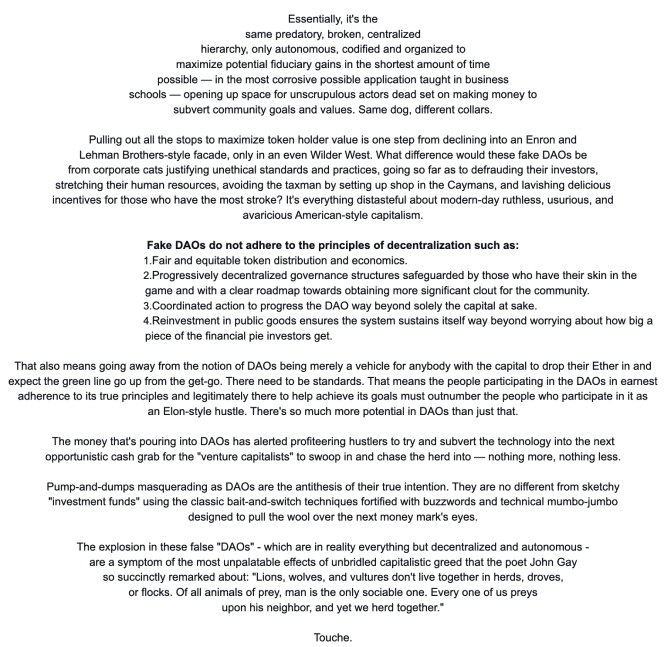 Essentially, it's the
same predatory, broken, centralized
hierarchy, only autonomous, codified and organized to
maximize potential fiduciary gains in the shortest amount of time
possible — in the most corrosive possible application taught in business
schools — opening up space for unscrupulous actors dead set on making money to
subvert community goals and values. Same dog, different collars.
Pulling out all the stops to maximize token holder value is one step from declining into an Enron and
Lehman Brothers-style facade, only in an even Wilder West. What difference would these fake DAOs be
from corporate cats justifying unethical standards and practices, going so far as to defrauding their investors,
stretching their human resources, avoiding the taxman by setting up shop in the Caymans, and lavishing delicious
incentives for those who have the most stroke? It's everything distasteful about modern-day ruthless, usurious, and
avaricious American-style capitalism.
Fake DAOs do not adhere to the principles of decentralization such as:
1.Fair and equitable token distribution and economics.
2.Progressively decentralized governance structures safeguarded by those who have their skin in the
game and with a clear roadmap towards obtaining more significant clout for the community.
3.Coordinated action to progress the DAO way beyond solely the capital at sake.
4.Reinvestment in public goods ensures the system sustains itself way beyond worrying about how big a
piece of the financial pie investors get.
That also means going away from the notion of DAOs being merely a vehicle for anybody with the capital to drop their Ether in and
expect the green line go up from the get-go. There need to be standards. That means the people participating in the DAOs in earnest
adherence to its true principles and legitimately there to help achieve its goals must outnumber the people who participate in it as
an Elon-style hustle. There's so much more potential in DAOs than just that.
The money that's pouring into DAOs has alerted profiteering hustlers to try and subvert the technology into the next
opportunistic cash grab for the "venture capitalists" to swoop in and chase the herd into — nothing more, nothing less.
Pump-and-dumps masquerading as DAOs are the antithesis of their true intention. They are no different from sketchy
"investment funds" using the classic bait-and-switch techniques fortified with buzzwords and technical mumbo-jumbo
designed to pull the wool over the next money mark's eyes.
The explosion in these false "DAOs" - which are in reality everything but decentralized and autonomous -
are a symptom of the most unpalatable effects of unbridled capitalistic greed that the poet John Gay
so succinctly remarked about: "Lions, wolves, and vultures don't live together in herds, droves,
or flocks. Of all animals of prey, man is the only sociable one. Every one of us preys
upon his neighbor, and yet we herd together."
Touche.